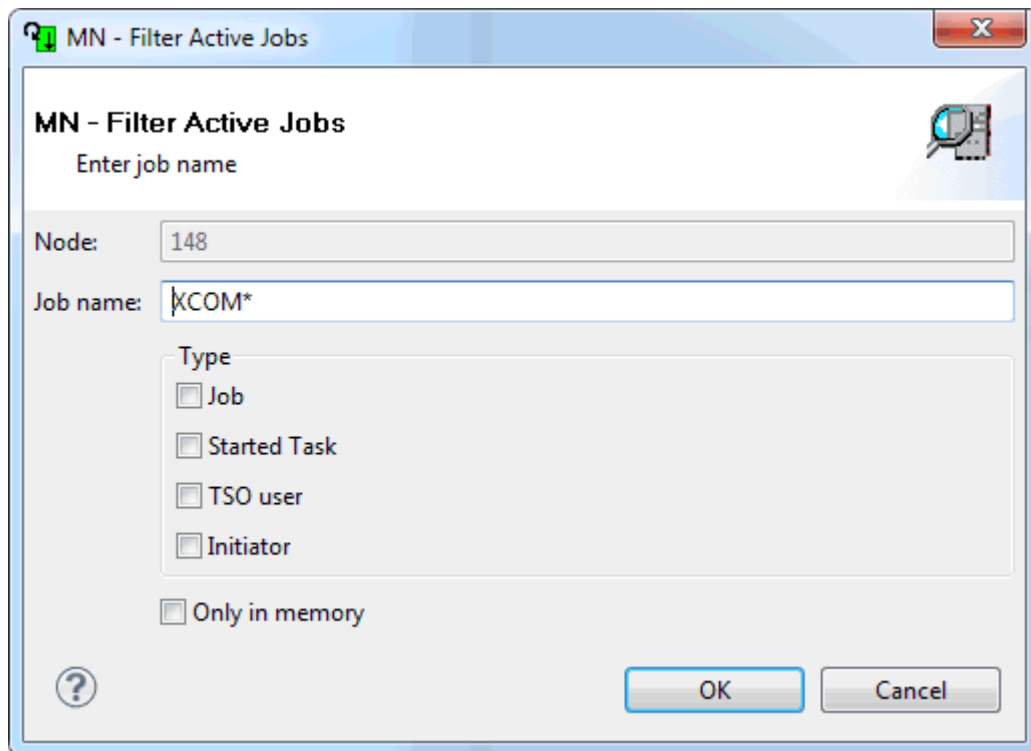 MN - Filter Active Jobs
MN - Filter Active Jobs
Enter job name
Node: 148
Job name: XCOM*
Type
Job
Started Task
TSO user
Initiator
Only in memory
? OK Cancel